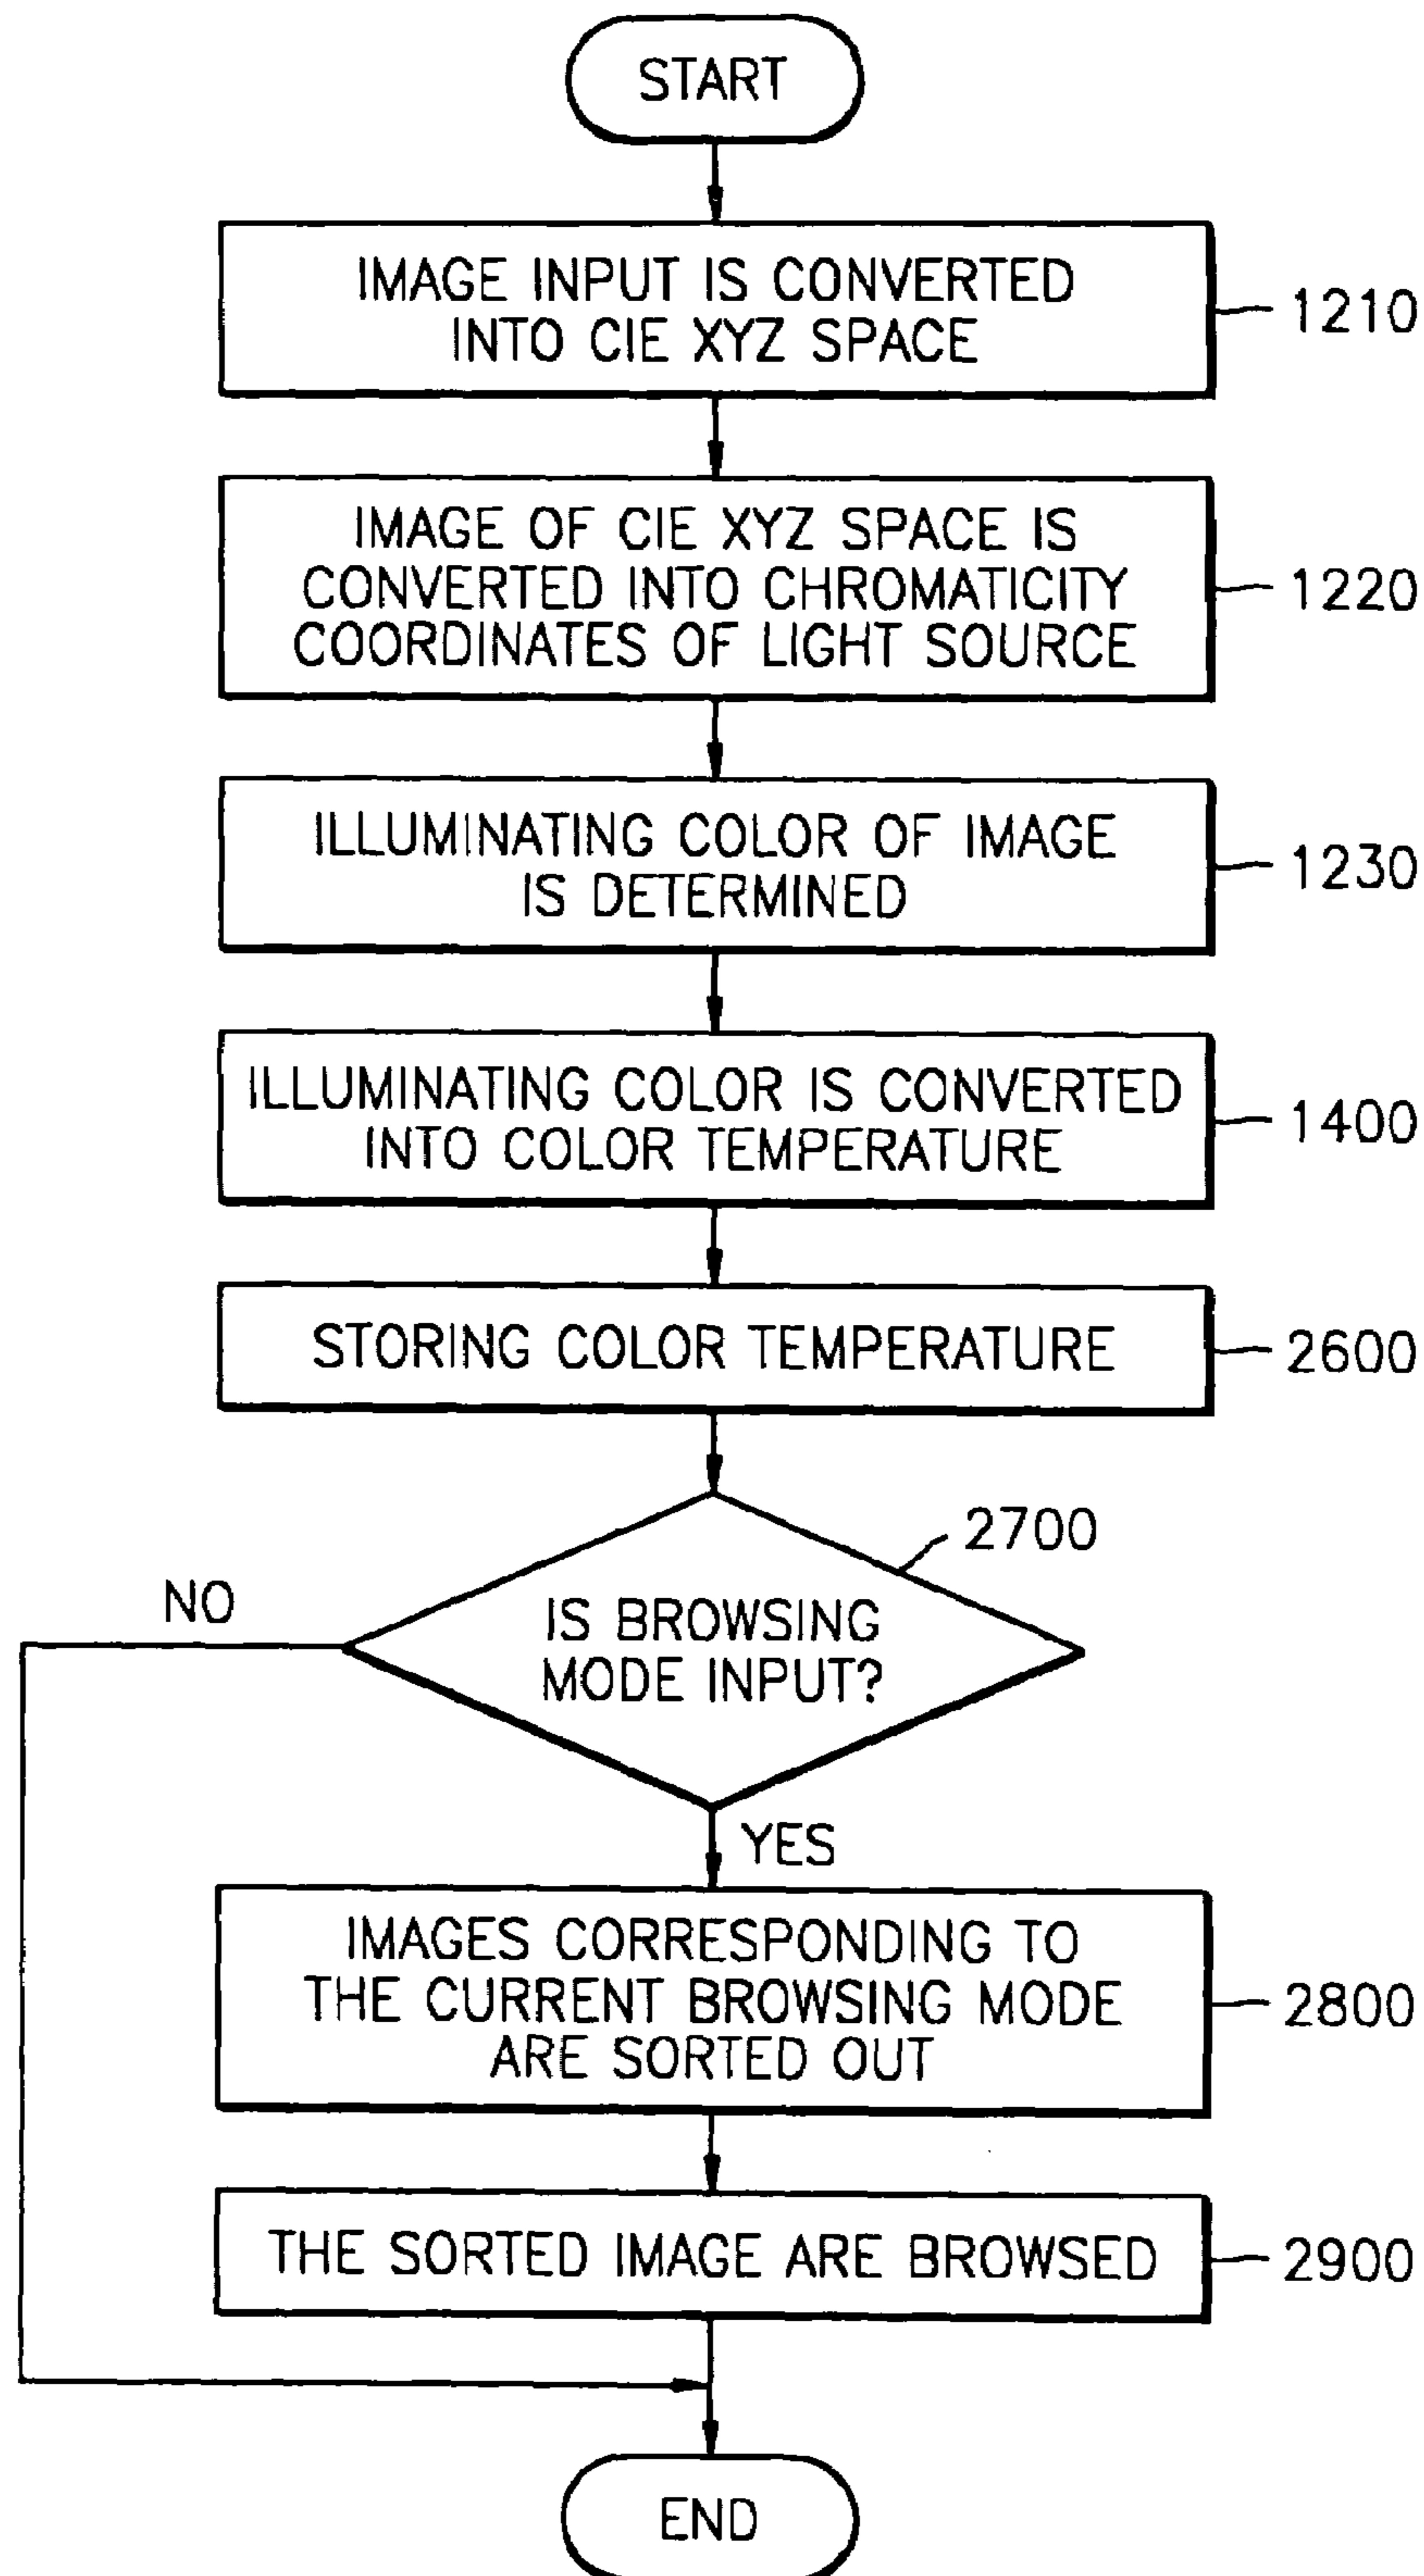 START
IMAGE INPUT IS CONVERTED
INTO CIE XYZ SPACE
1210
IMAGE OF CIE XYZ SPACE IS
CONVERTED INTO CHROMATICITY
COORDINATES OF LIGHT SOURCE
1220
ILLUMINATING COLOR OF IMAGE
IS DETERMINED
1230
ILLUMINATING COLOR IS CONVERTED
INTO COLOR TEMPERATURE
1400
STORING COLOR TEMPERATURE
2600
2700
NO
IS BROWSING
MODE INPUT?
YES
IMAGES CORRESPONDING TO
THE CURRENT BROWSING MODE
ARE SORTED OUT
2800
THE SORTED IMAGE ARE BROWSED
2900
END